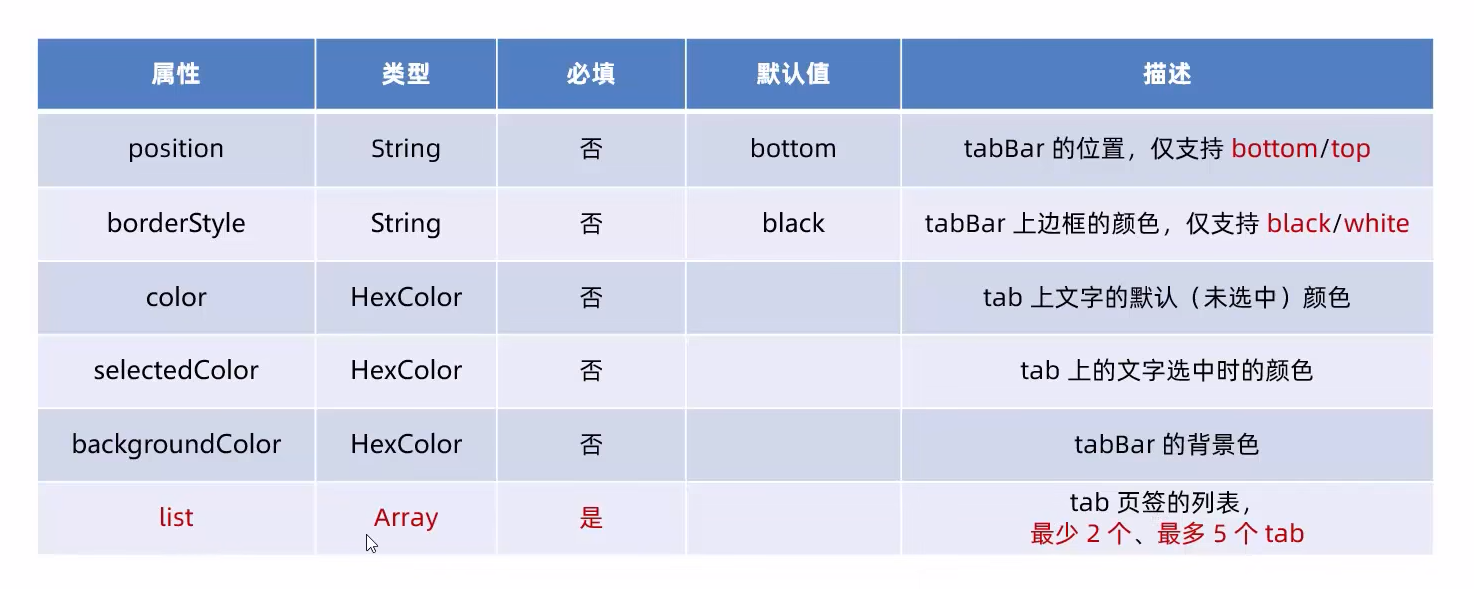 属性 类型 必填 默认值 描述
position String 否 bottom tabBar 的位置，仅支持 bottom/top
borderStyle String 否 black tabBar 上边框的颜色，仅支持 black/white
color HexColor 否 tab 上文字的默认（未选中）颜色
selectedColor HexColor 否 tab 上的文字选中时的颜色
backgroundColor HexColor 否 tabBar 的背景色
list Array 是 tab 页签的列表，
最少 2 个、最多 5 个 tab